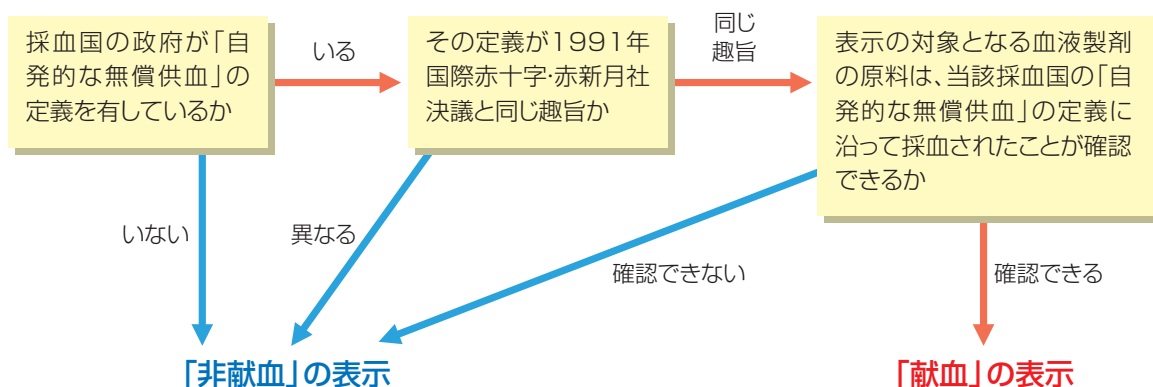 採血国の政府が「自
発的な無償供血」の
定義を有しているか
いる
その定義が1991年
国際赤十字・赤新月社
決議と同じ趣旨か
同じ
趣旨
表示の対象となる血液製剤
の原料は、当該採血国の「自
発的な無償供血」の定義に
沿って採血されたことが確認
できるか
いない
異なる
確認できない
確認できる
「非献血」の表示
「献血」の表示